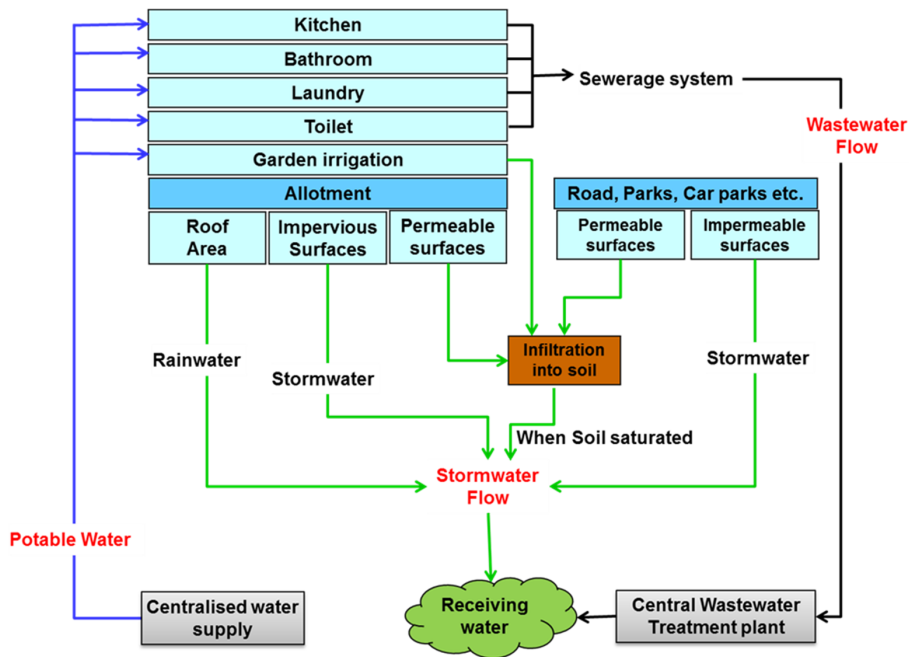 Kitchen
Bathroom
Laundry
Toilet
Garden irrigation
Allotment
Roof
Area
Impervious
Surfaces
Permeable
surfaces
Sewerage system
Wastewater
Flow
Road, Parks, Car parks etc.
Permeable
surfaces
Impermeable
surfaces
Rainwater
Stormwater
Infiltration
into soil
Stormwater
When Soil saturated
Stormwater
Flow
Potable Water
Centralised water
supply
Receiving
water
Central Wastewater
Treatment plant